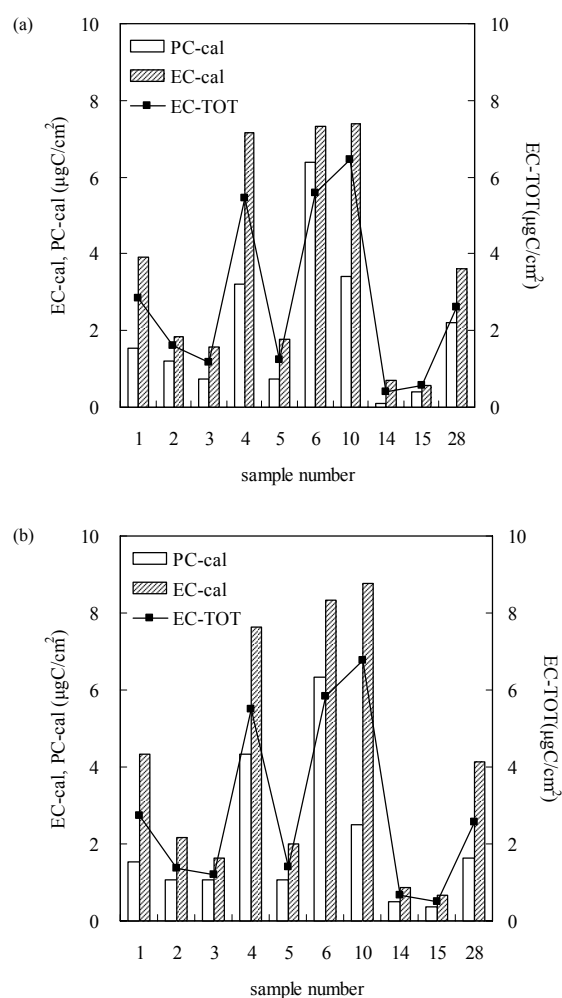 (a)
10
8
6
4
2
0
EC-cal, PC-cal (µgC/cm²)
PC-cal
EC-cal
EC-TOT
10
8
6
4
2
0
EC-TOT(µgC/cm²)
1 2 3 4 5 6 10 14 15 28
sample number
(b)
10
8
6
4
2
0
EC-cal, PC-cal (µgC/cm²)
PC-cal
EC-cal
EC-TOT
10
8
6
4
2
0
EC-TOT(µgC/cm²)
1 2 3 4 5 6 10 14 15 28
sample number